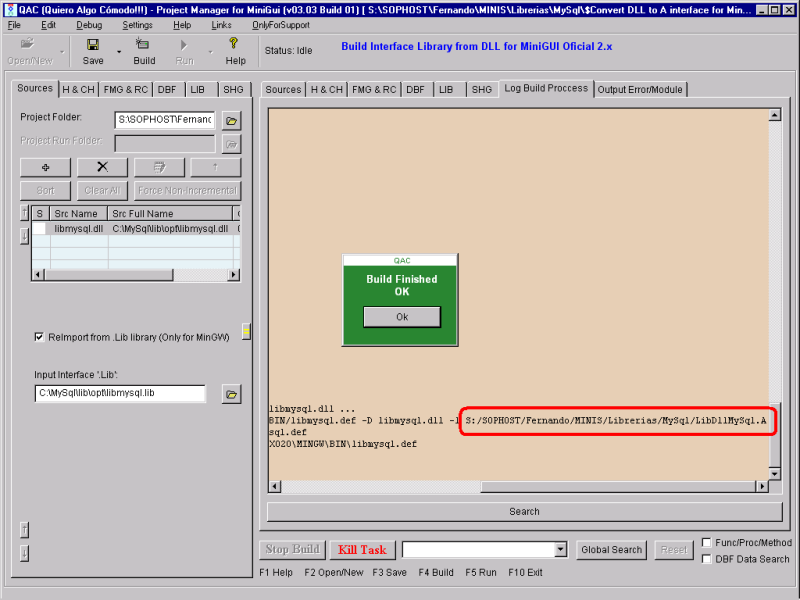 QAC (Quiero Algo Cómodo!!!) - Project Manager for MiniGui (v03.03 Build 01) [ S:\SOPHOST\Fernando\MINIS\Librerias\MySql\$Convert DLL to A interface for Min...
File Edit Debug Settings Help Links OnlyForSupport
Open/New Save Build Run Help
Status: Idle
Build Interface Library from DLL for MiniGUI Oficial 2.x
Sources H & CH FMG & RC DBF LIB SHG
Project Folder: S:\SOPHOST\Fernanc
Project Run Folder:
Sort Clear All Force Non-Incremental
S Src Name Src Full Name
libmysql.dll C:\MySql\lib\opt\libmysql.dll
ReImport from .Lib library (Only for MinGW)
Input Interface '.Lib':
C:\MySql\lib\opt\libmysql.lib
Sources H & CH FMG & RC DBF LIB SHG Log Build Proccess Output Error/Module
QAC
Build Finished
OK
Ok
libmysql.dll ...
BIN/libmysql.def -D libmysql.dll -l S:/SOPHOST/Fernando/MINIS/Librerias/MySql/LibDllMySql.A
sql.def
X020\MINGW\BIN\libmysql.def
Search
Stop Build Kill Task Global Search Reset Func/Proc/Method
DBF Data Search
F1 Help F2 Open/New F3 Save F4 Build F5 Run F10 Exit